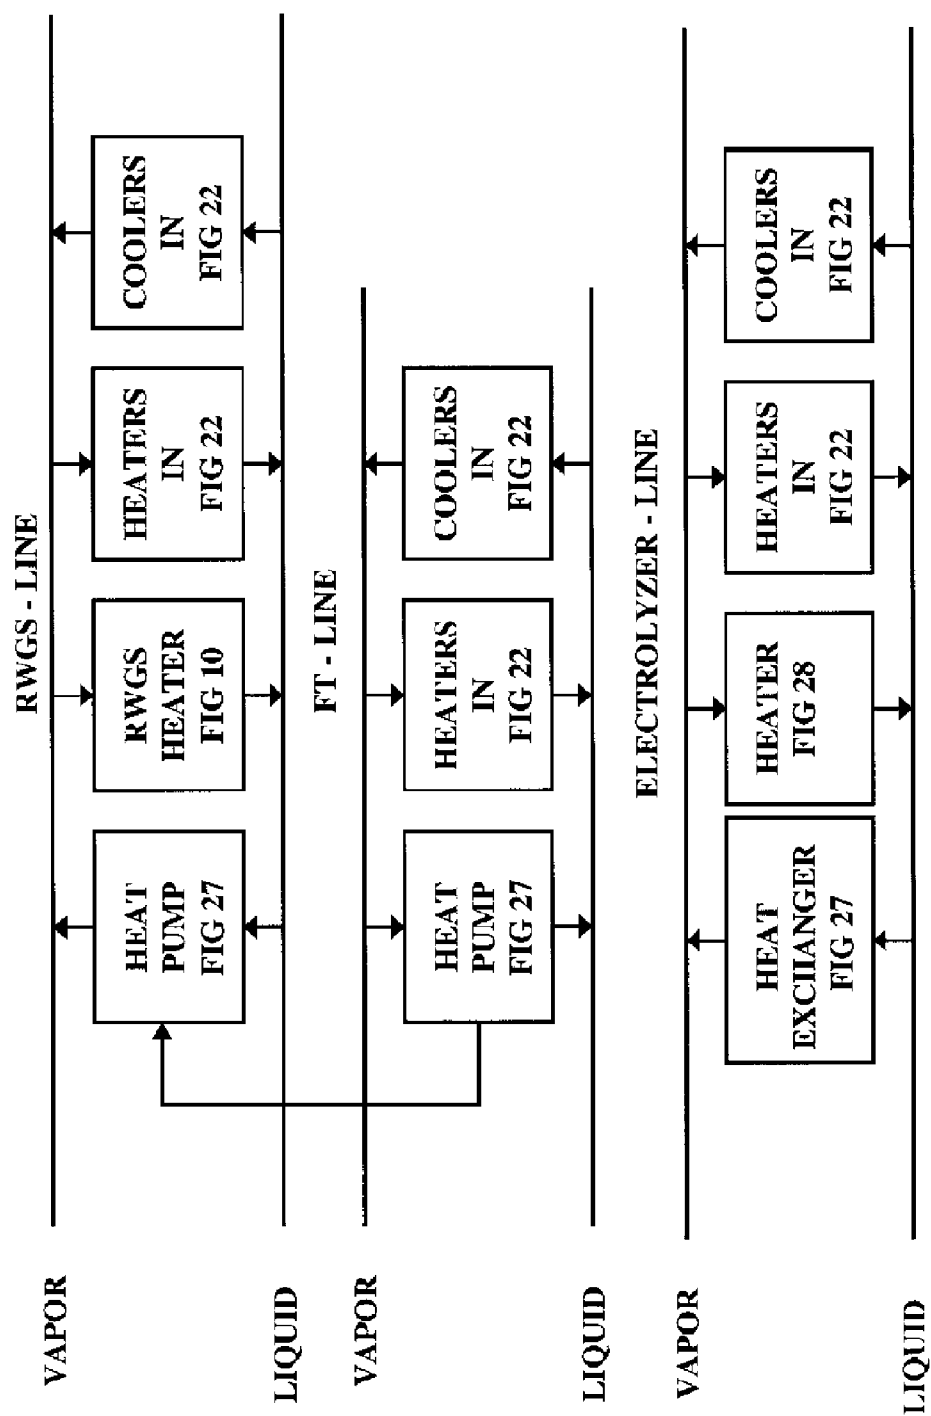 RWGS - LINE
VAPOR
HEAT
PUMP
FIG 27
RWGS
HEATER
FIG 10
HEATERS
IN
FIG 22
COOLERS
IN
FIG 22
LIQUID
FT - LINE
VAPOR
HEAT
PUMP
FIG 27
HEATERS
IN
FIG 22
COOLERS
IN
FIG 22
LIQUID
ELECTROLYZER - LINE
VAPOR
HEAT
EXCHANGER
FIG 27
HEATER
FIG 28
HEATERS
IN
FIG 22
COOLERS
IN
FIG 22
LIQUID